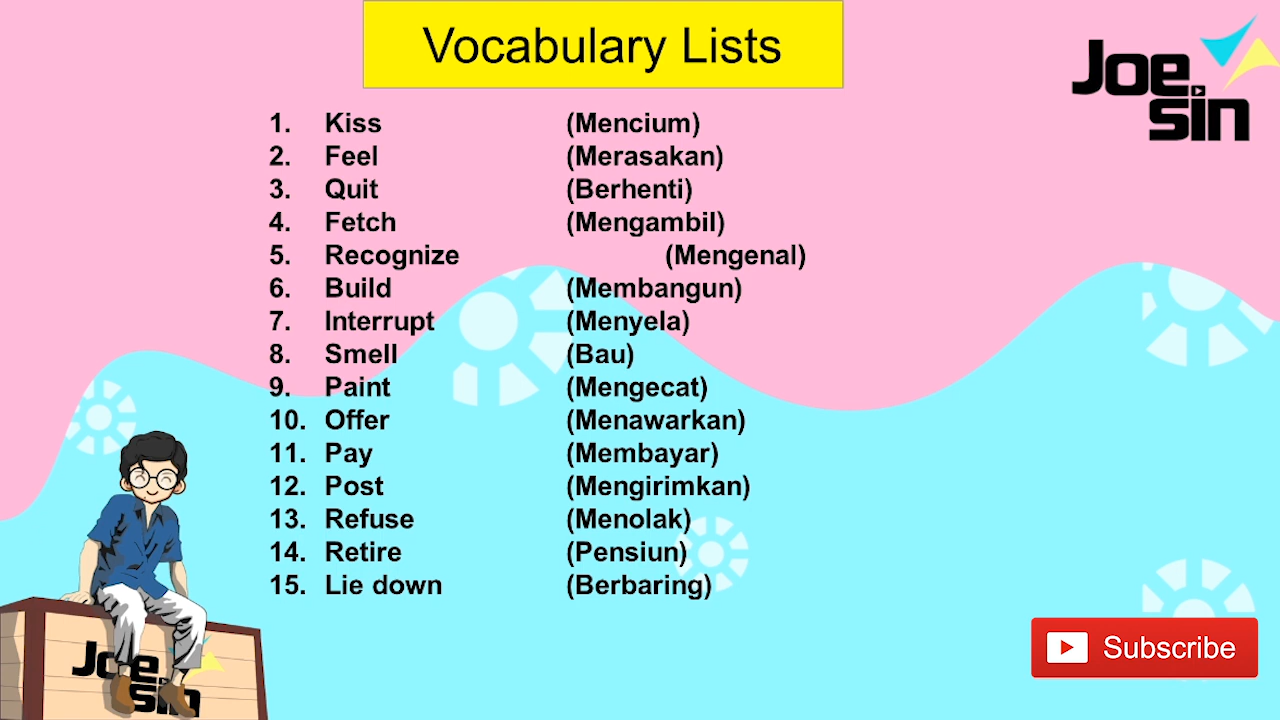 Vocabulary Lists
Joe
sin
1. Kiss (Mencium)
2. Feel (Merasakan)
3. Quit (Berhenti)
4. Fetch (Mengambil)
5. Recognize (Mengenal)
6. Build (Membangun)
7. Interrupt (Menyela)
8. Smell (Bau)
9. Paint (Mengecat)
10. Offer (Menawarkan)
11. Pay (Membayar)
12. Post (Mengirimkan)
13. Refuse (Menolak)
14. Retire (Pensiun)
15. Lie down (Berbaring)
Subscribe
Joe
sin